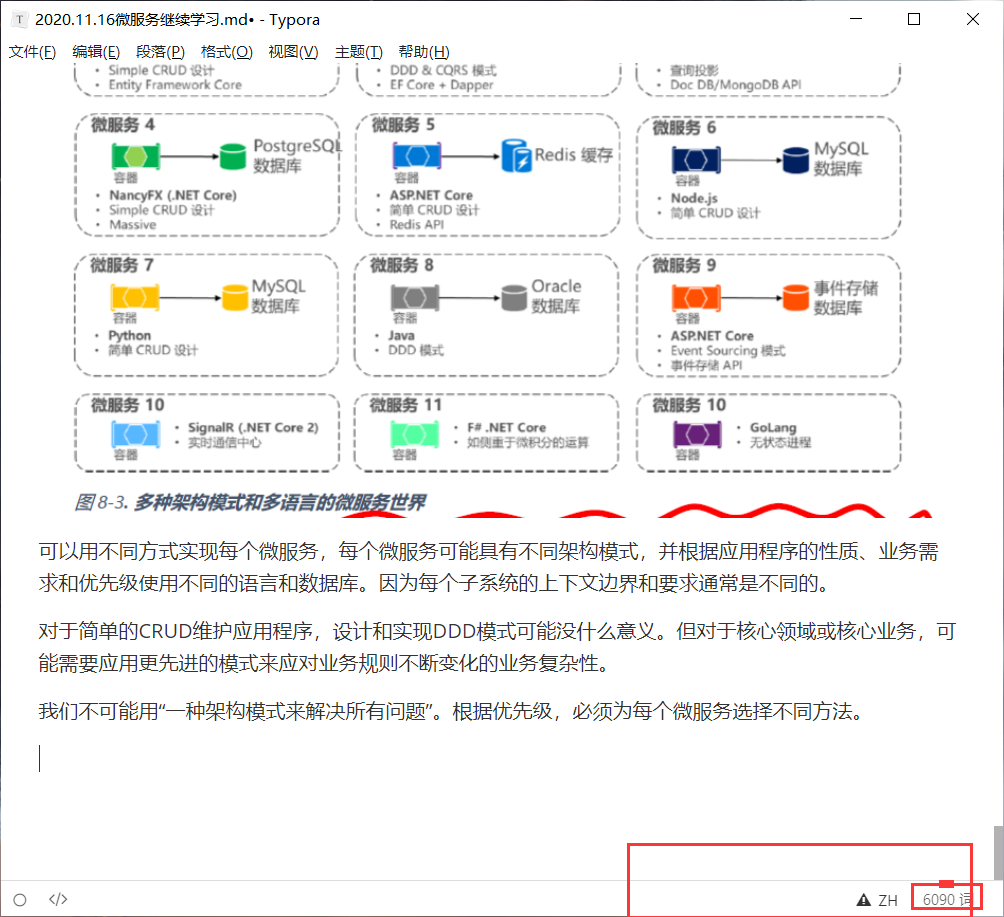 T 2020.11.16微服务继续学习.md• - Typora
文件(F) 编辑(E) 段落(P) 格式(O) 视图(V) 主题(T) 帮助(H)
• Simple CRUD 设计
• Entity Framework Core
• DDD & CQRS 模式
• EF Core + Dapper
• 查询投影
• Doc DB/MongoDB API
微服务 4
PostgreSQL
数据库
容器
• NancyFX (.NET Core)
• Simple CRUD 设计
• Massive
微服务 5
Redis 缓存
容器
• ASP.NET Core
• 简单 CRUD 设计
• Redis API
微服务 6
MySQL
数据库
容器
• Node.js
• 简单 CRUD 设计
微服务 7
MySQL
数据库
容器
• Python
• 简单 CRUD 设计
微服务 8
Oracle
数据库
容器
• Java
• DDD 模式
微服务 9
事件存储
数据库
容器
• ASP.NET Core
• Event Sourcing 模式
• 事件存储 API
微服务 10
容器
• SignalR (.NET Core 2)
• 实时通信中心
微服务 11
容器
• F# .NET Core
• 如侧重于微积分的运算
微服务 10
容器
• GoLang
• 无状态进程
图 8-3. 多种架构模式和多语言的微服务世界
可以用不同方式实现每个微服务，每个微服务可能具有不同架构模式，并根据应用程序的性质、业务需
求和优先级使用不同的语言和数据库。因为每个子系统的上下文边界和要求通常是不同的。
对于简单的CRUD维护应用程序，设计和实现DDD模式可能没什么意义。但对于核心领域或核心业务，可
能需要应用更先进的模式来应对业务规则不断变化的业务复杂性。
我们不可能用“一种架构模式来解决所有问题”。根据优先级，必须为每个微服务选择不同方法。
</> ZH 6090 词